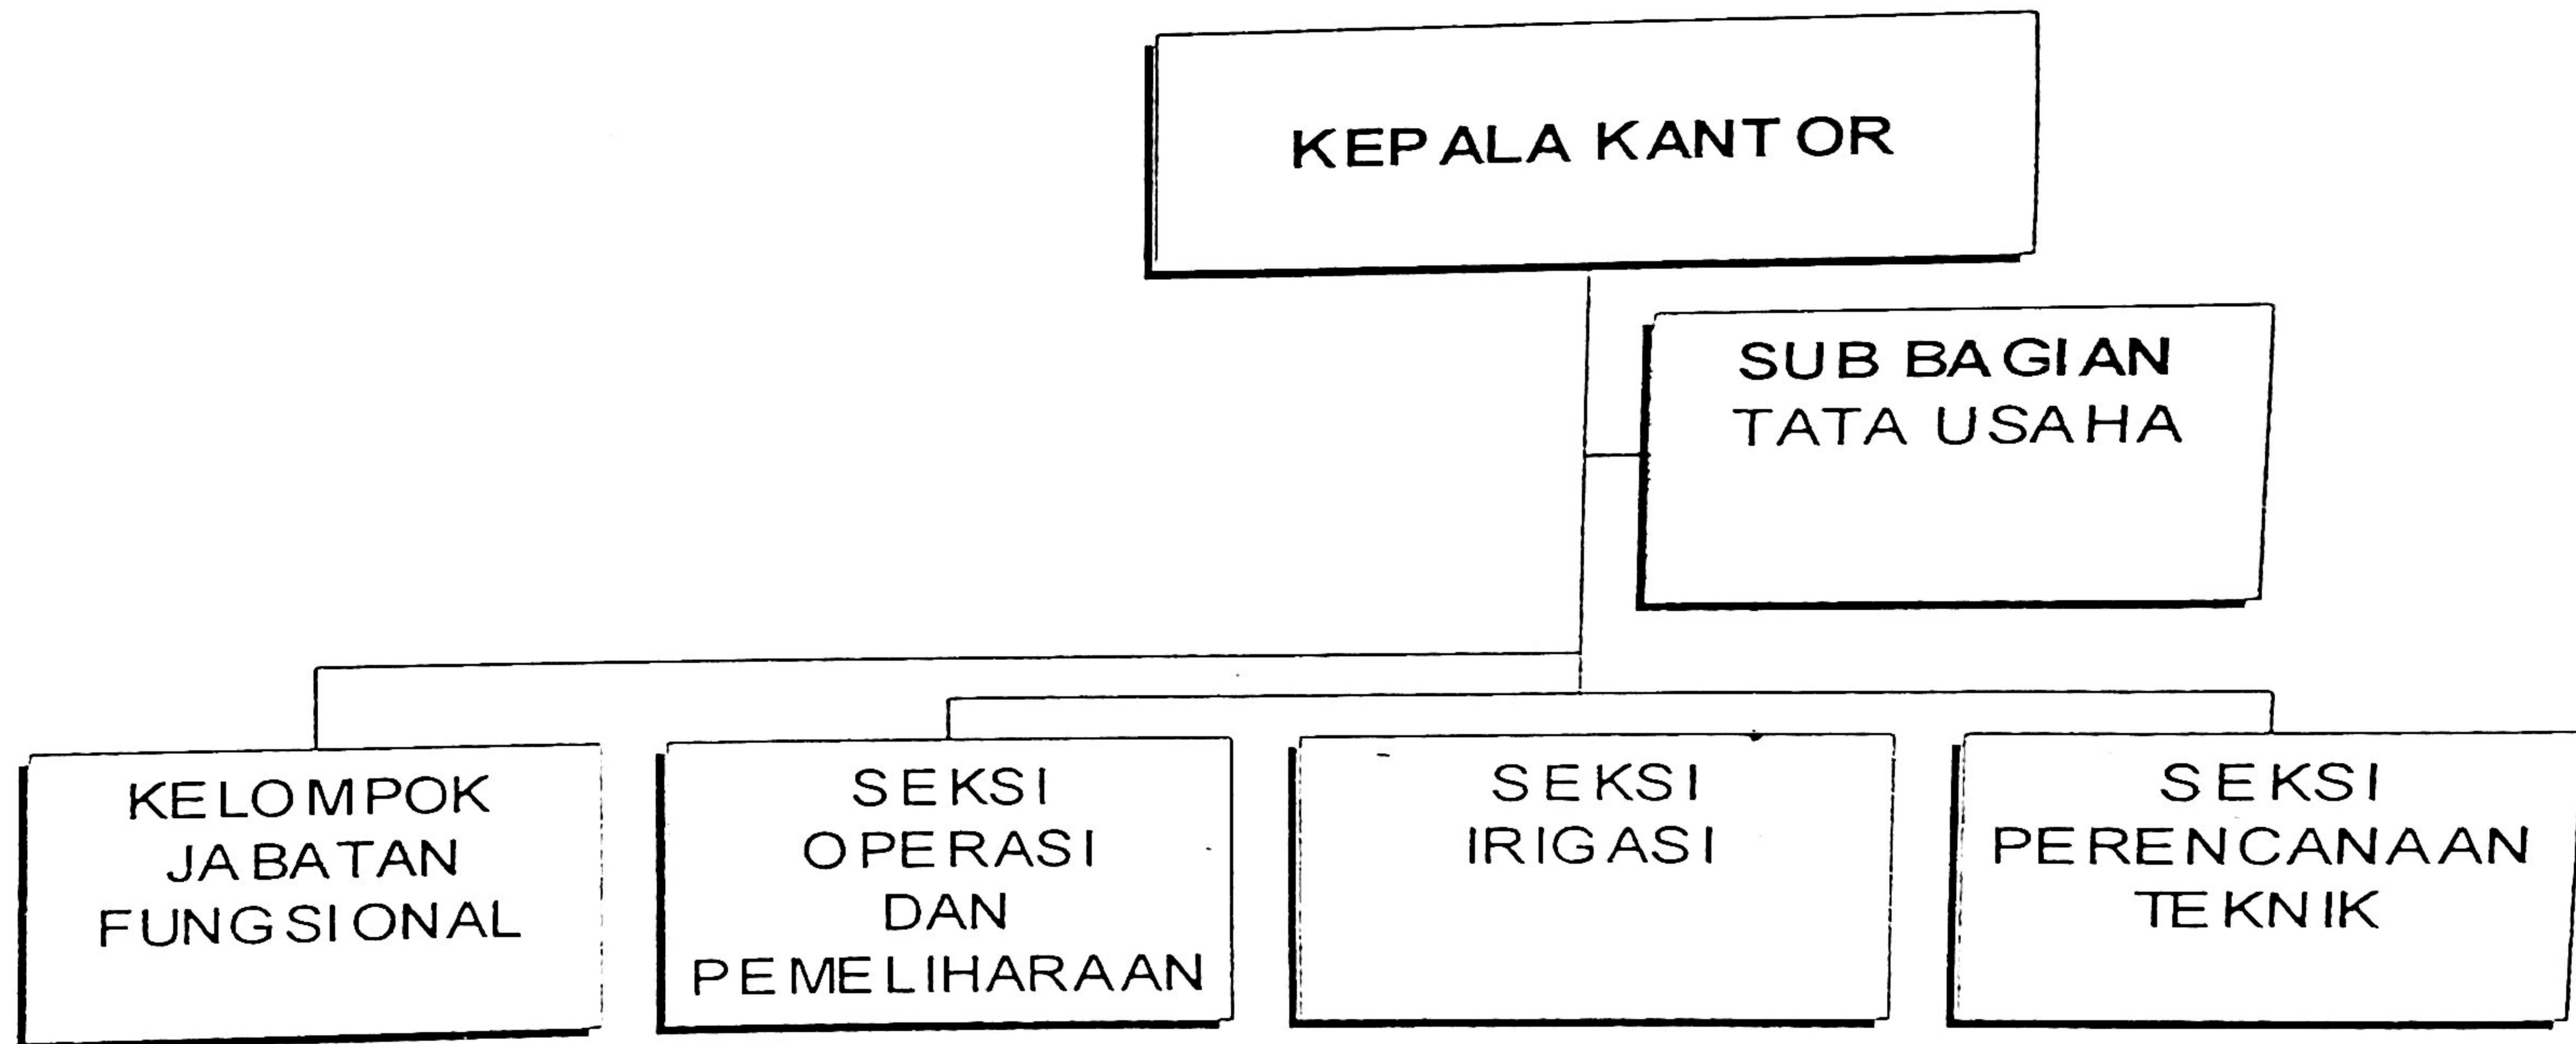 KEPALA KANTOR
SUB BAGIAN
TATA USAHA
KELOMPOK
JABATAN
FUNGSIONAL
SEKSI
OPERASI
DAN
PEMELIHARAAN
SEKSI
IRIGASI
SEKSI
PERENCANAAN
TEKNIK